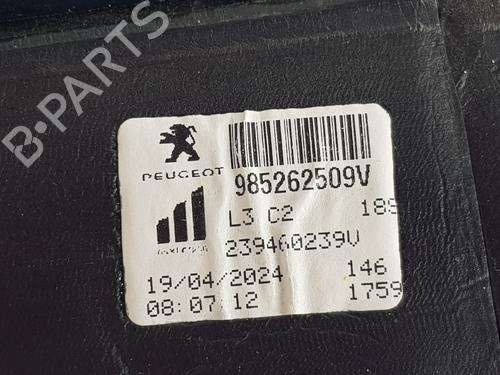 B-PARTS
PEUGEOT
985262509V
L3 C2 18S
239460239V
19/04/2024 146
08:07:12 1759